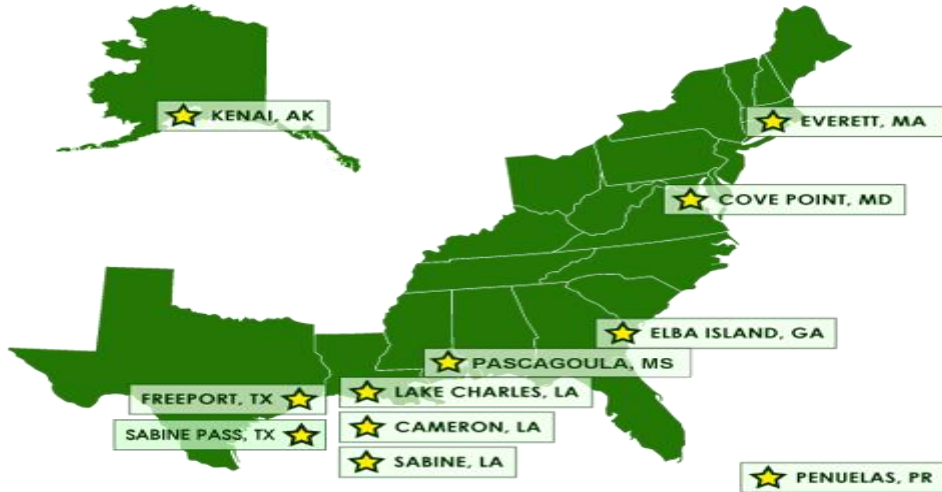 KENAI, AK
EVERETT, MA
COVE POINT, MD
ELBA ISLAND, GA
PASCAGOULA, MS
LAKE CHARLES, LA
FREEPORT, TX
CAMERON, LA
SABINE PASS, TX
SABINE, LA
PENUELAS, PR